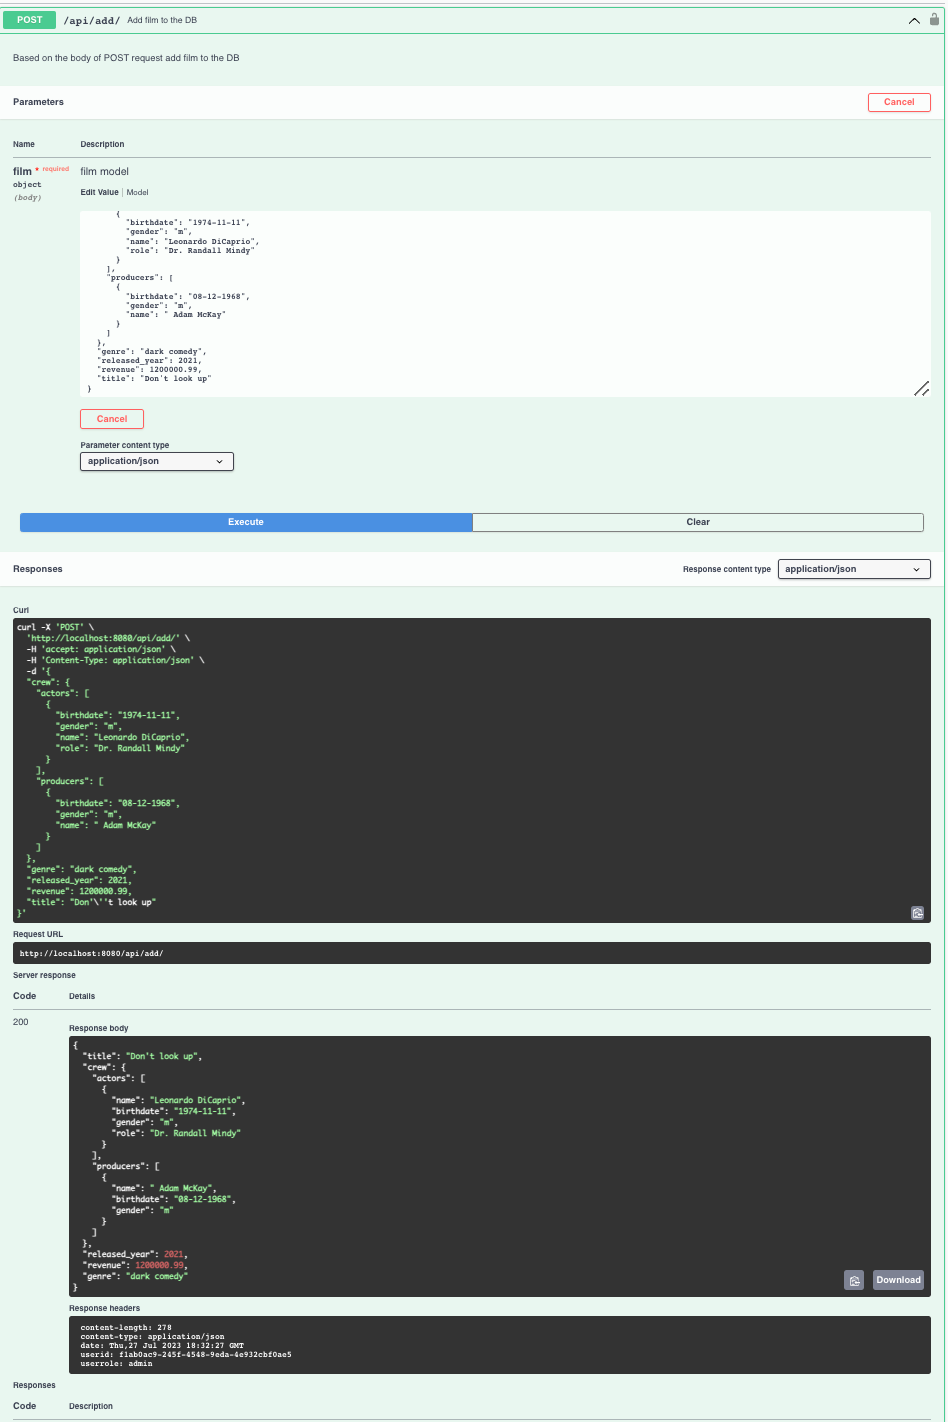 POST /api/add/ Add film to the DB
Based on the body of POST request add film to the DB
Parameters
Cancel
Name Description
film * required film model
object
(body)
Edit Value | Model
{
"birthdate": "1974-11-11",
"gender": "m",
"name": "Leonardo DiCaprio",
"role": "Dr. Randall Mindy"
}
],
"producers": [
{
"birthdate": "08-12-1968",
"gender": "m",
"name": " Adam McKay"
}
]
},
"genre": "dark comedy",
"released_year": 2021,
"revenue": 1200000.99,
"title": "Don't look up"
}
Cancel
Parameter content type
application/json
Execute Clear
Responses Response content type application/json
Curl
curl -X 'POST' \
'http://localhost:8080/api/add/' \
-H 'accept: application/json' \
-H 'Content-Type: application/json' \
-d '{
"crew": {
"actors": [
{
"birthdate": "1974-11-11",
"gender": "m",
"name": "Leonardo DiCaprio",
"role": "Dr. Randall Mindy"
}
],
"producers": [
{
"birthdate": "08-12-1968",
"gender": "m",
"name": " Adam McKay"
}
]
},
"genre": "dark comedy",
"released_year": 2021,
"revenue": 1200000.99,
"title": "Don'\''t look up"
}'
Request URL
http://localhost:8080/api/add/
Server response
Code Details
200
Response body
{
"title": "Don't look up",
"crew": {
"actors": [
{
"name": "Leonardo DiCaprio",
"birthdate": "1974-11-11",
"gender": "m",
"role": "Dr. Randall Mindy"
}
],
"producers": [
{
"name": " Adam McKay",
"birthdate": "08-12-1968",
"gender": "m"
}
]
},
"released_year": 2021,
"revenue": 1200000.99,
"genre": "dark comedy"
}
Download
Response headers
content-length: 278
content-type: application/json
date: Thu,27 Jul 2023 18:32:27 GMT
userid: f1ab0ac9-245f-4548-9eda-4e932cbf0ae5
userrole: admin
Responses
Code Description